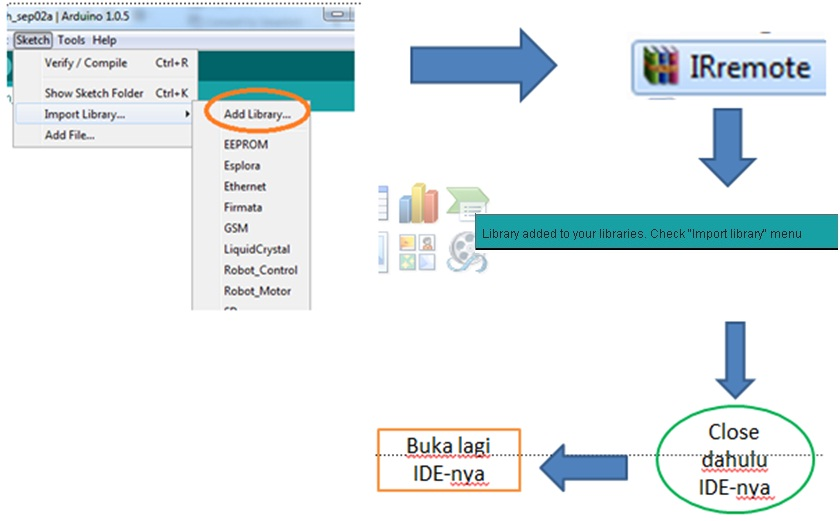 h_sep02a | Arduino 1.0.5
Sketch Tools Help
Verify / Compile Ctrl+R
Show Sketch Folder Ctrl+K
Import Library...
Add File...
Add Library...
EEPROM
Esplora
Ethernet
Firmata
GSM
LiquidCrystal
Robot_Control
Robot_Motor
IRremote
Library added to your libraries. Check "Import library" menu
Close
dahulu
IDE-nya
Buka lagi
IDE-nya